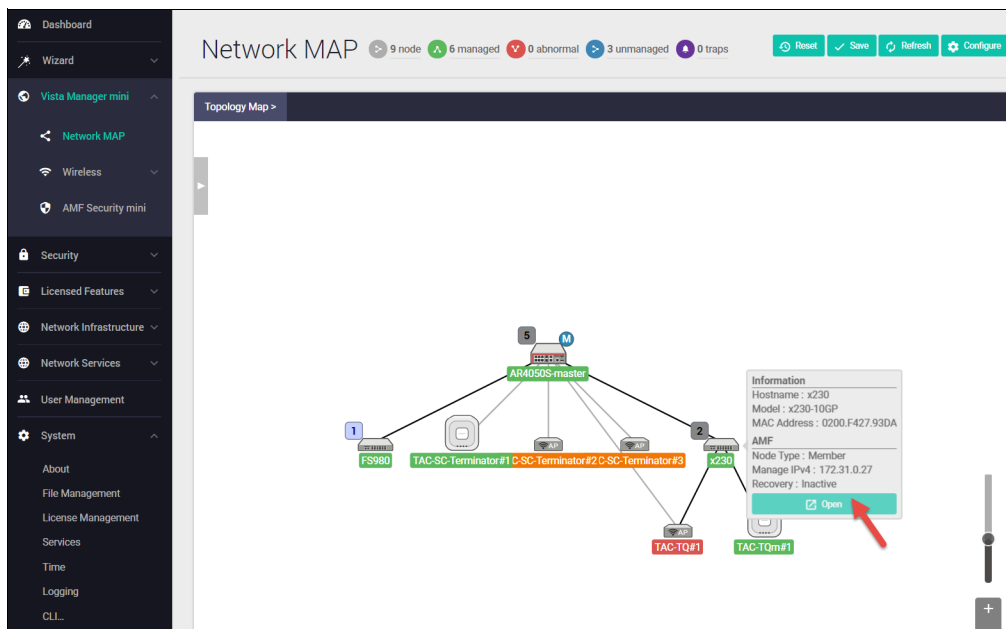 Dashboard
Wizard
Vista Manager mini
Network MAP
Wireless
AMF Security mini
Security
Licensed Features
Network Infrastructure
Network Services
User Management
System
About
File Management
License Management
Services
Time
Logging
CLI...
Network MAP 9 node 6 managed 0 abnormal 3 unmanaged 0 traps
Reset Save Refresh Configure
Topology Map >
5 M
AR4050S-master
1
FS980
TAC-SC-Terminator#1
AP
C-SC-Terminator#2
AP
C-SC-Terminator#3
2
x230
AP
TAC-TQ#1
TAC-TQm#1
Information
Hostname : x230
Model : x230-10GP
MAC Address : 0200.F427.93DA
AMF
Node Type : Member
Manage IPv4 : 172.31.0.27
Recovery : Inactive
Open
+